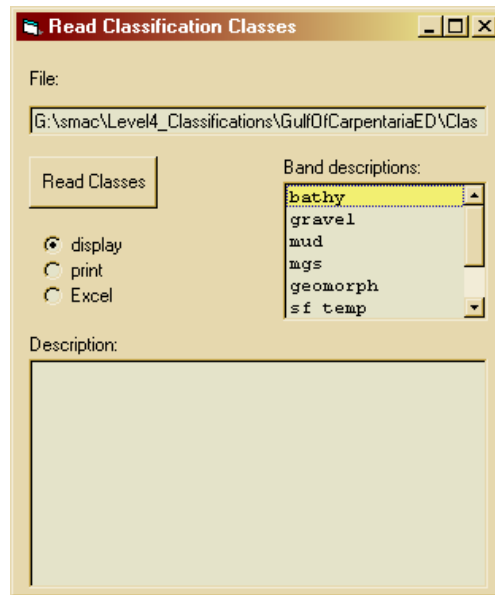 Read Classification Classes
File:
G:\smac\Level4_Classifications\GulfOfCarpentariaED\Clas
Read Classes
display
print
Excel
Band descriptions:
bathy
gravel
mud
mgs
geomorph
sf temp
Description: